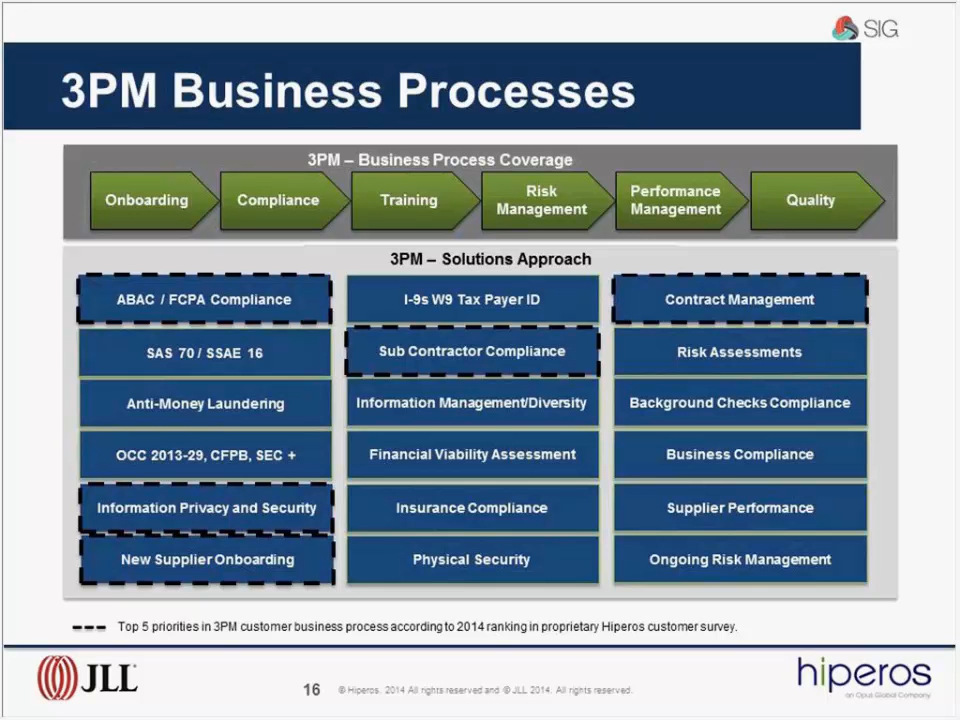 SIG
3PM Business Processes
3PM – Business Process Coverage
Onboarding
Compliance
Training
Risk
Management
Performance
Management
Quality
3PM – Solutions Approach
ABAC / FCPA Compliance
I-9s W9 Tax Payer ID
Contract Management
SAS 70 / SSAE 16
Sub Contractor Compliance
Risk Assessments
Anti-Money Laundering
Information Management/Diversity
Background Checks Compliance
OCC 2013-29, CFPB, SEC +
Financial Viability Assessment
Business Compliance
Information Privacy and Security
Insurance Compliance
Supplier Performance
New Supplier Onboarding
Physical Security
Ongoing Risk Management
Top 5 priorities in 3PM customer business process according to 2014 ranking in proprietary Hiperos customer survey.
JLL
16
© Hiperos. 2014 All rights reserved and © JLL 2014. All rights reserved.
hiperos
an Opus Global Company